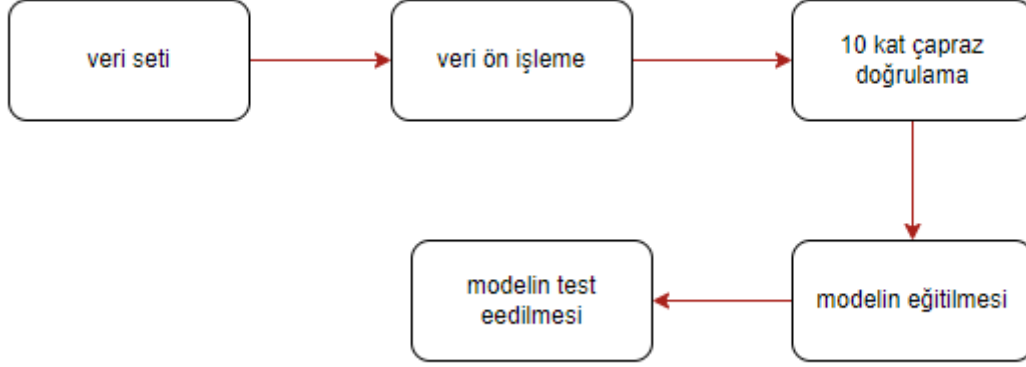 veri seti
veri ön işleme
10 kat çapraz
doğrulama
modelin eğitilmesi
modelin test
eedilmesi